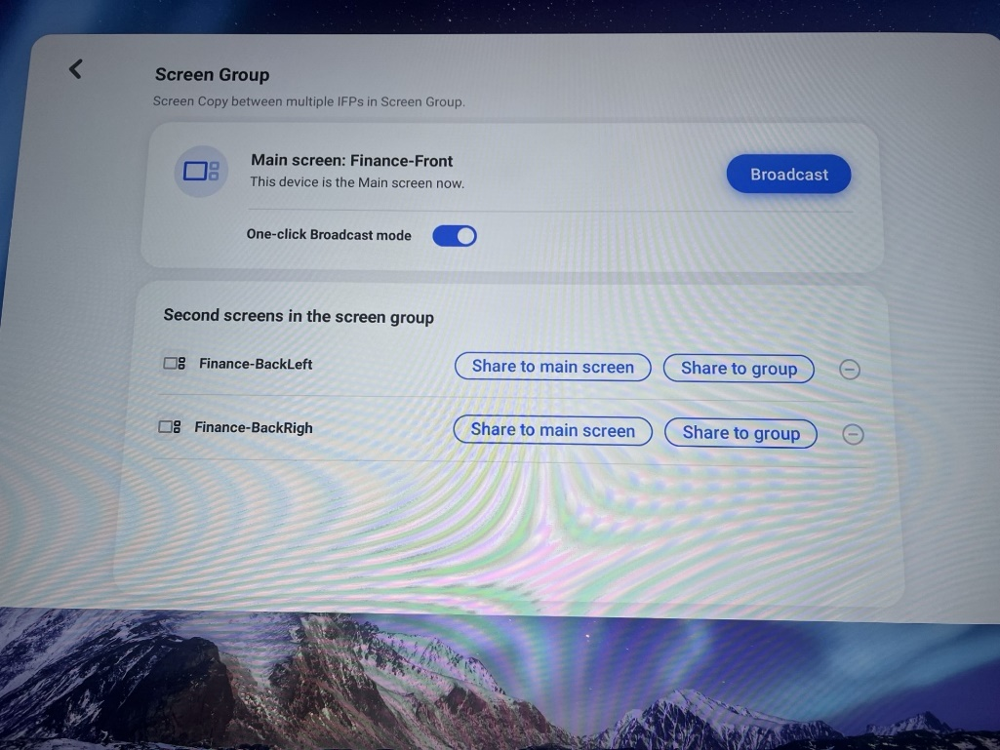 Screen Group
Screen Copy between multiple IFPs in Screen Group.
Main screen: Finance-Front
This device is the Main screen now.
Broadcast
One-click Broadcast mode
Second screens in the screen group
Finance-BackLeft
Share to main screen
Share to group
Finance-BackRigh
Share to main screen
Share to group